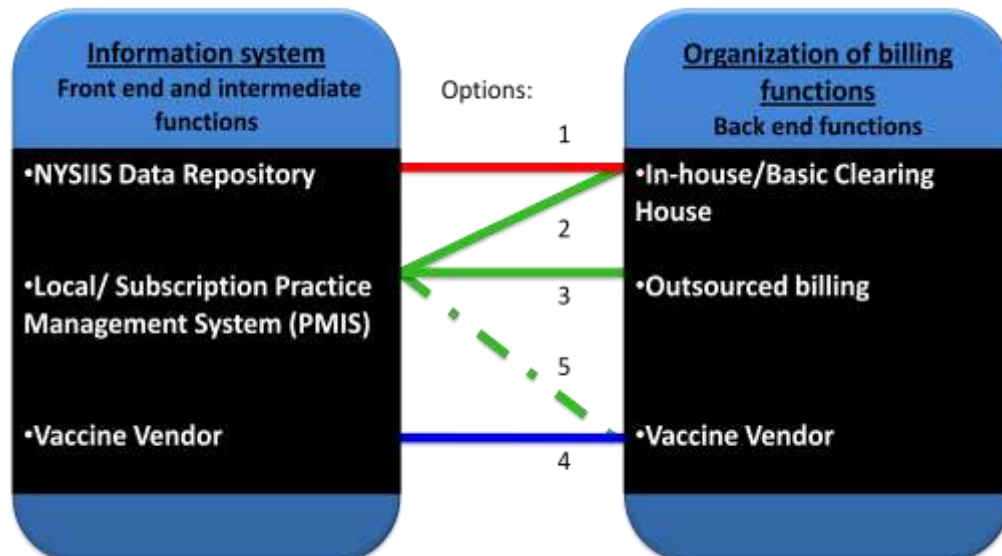 Information system
Front end and intermediate
functions
•NYSIIS Data Repository
•Local/ Subscription Practice
Management System (PMIS)
•Vaccine Vendor
Options:
1
2
3
5
4
Organization of billing
functions
Back end functions
•In-house/Basic Clearing
House
•Outsourced billing
•Vaccine Vendor